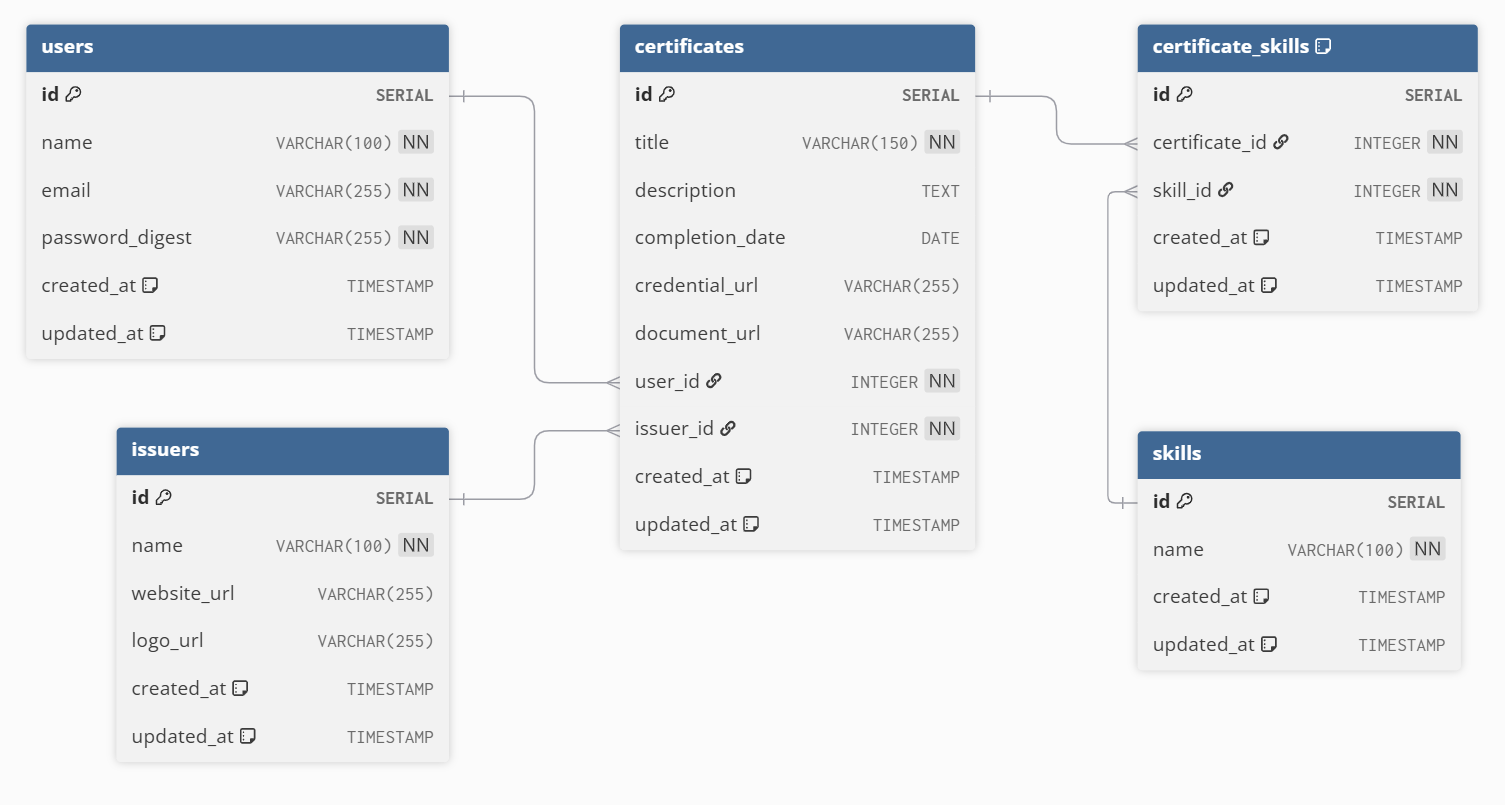 users
id SERIAL
name VARCHAR(100) NN
email VARCHAR(255) NN
password_digest VARCHAR(255) NN
created_at TIMESTAMP
updated_at TIMESTAMP
issuers
id SERIAL
name VARCHAR(100) NN
website_url VARCHAR(255)
logo_url VARCHAR(255)
created_at TIMESTAMP
updated_at TIMESTAMP
certificates
id SERIAL
title VARCHAR(150) NN
description TEXT
completion_date DATE
credential_url VARCHAR(255)
document_url VARCHAR(255)
user_id INTEGER NN
issuer_id INTEGER NN
created_at TIMESTAMP
updated_at TIMESTAMP
certificate_skills
id SERIAL
certificate_id INTEGER NN
skill_id INTEGER NN
created_at TIMESTAMP
updated_at TIMESTAMP
skills
id SERIAL
name VARCHAR(100) NN
created_at TIMESTAMP
updated_at TIMESTAMP